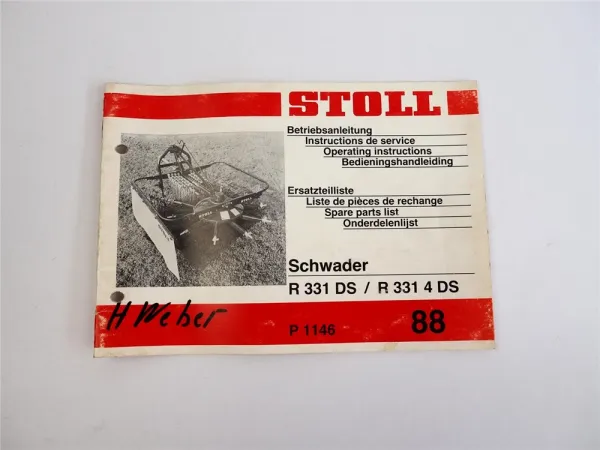 STOLL
Betriebsanleitung
Instructions de service
Operating instructions
Bedieningshandleiding
Ersatzteilliste
Liste de pièces de rechange
Spare parts list
Onderdelenlijst
Schwader
R 331 DS / R 331 4 DS
H Weber
P 1146
88